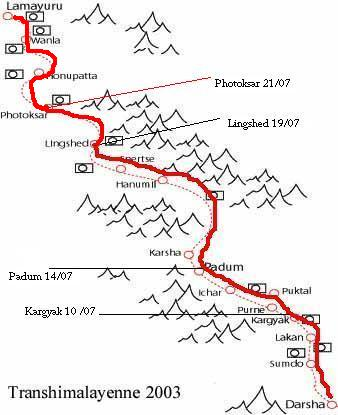 Lamayuru
Wanla
Honupatta
Photoksar 21/07
Photoksar
Lingshed 19/07
LIngshed
Snertse
Hanumil
Karsha
Padum
Padum 14/07
Ichar
Puktal
Purne
Kargyak 10 /07
Kargyak
Lakan
Sumdo
Transhimalayenne 2003
Darsha